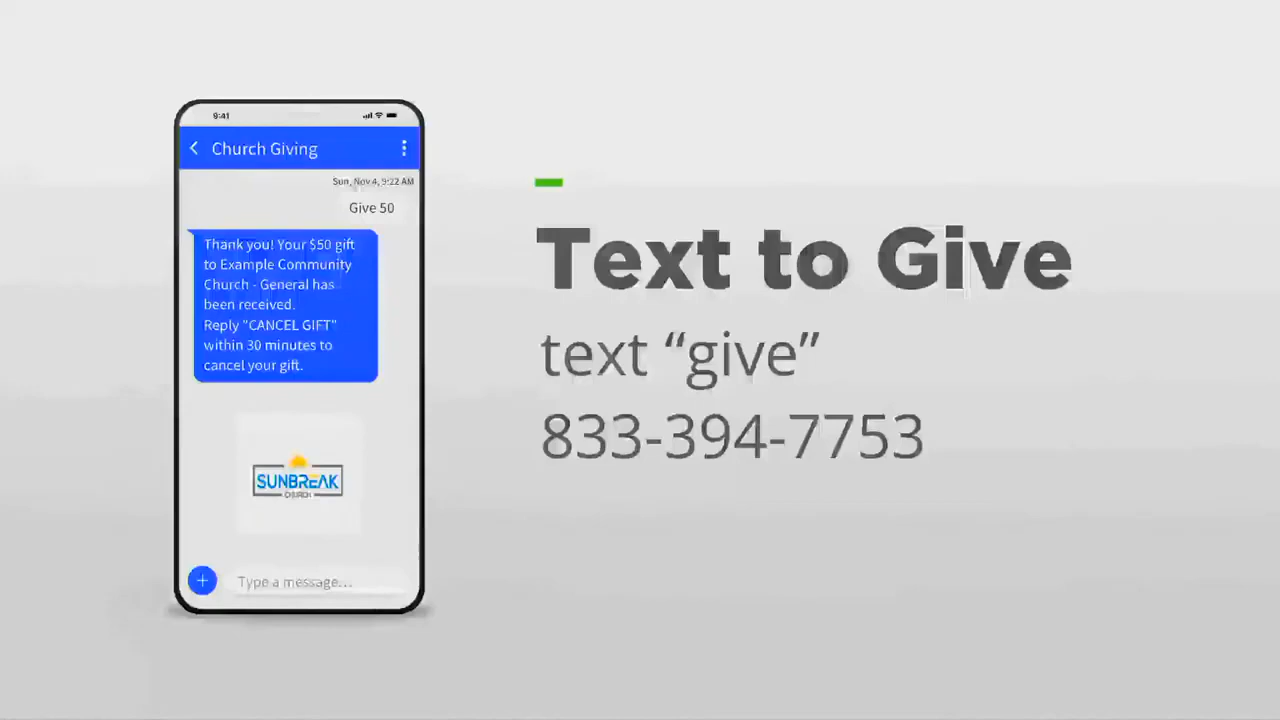 9:41
Church Giving
Sun, Nov 4, 9:22 AM
Give 50
Thank you! Your $50 gift
to Example Community
Church - General has
been received.
Reply "CANCEL GIFT"
within 30 minutes to
cancel your gift.
SUNBREAK
CHURCH
Type a message...
Text to Give
text “give”
833-394-7753